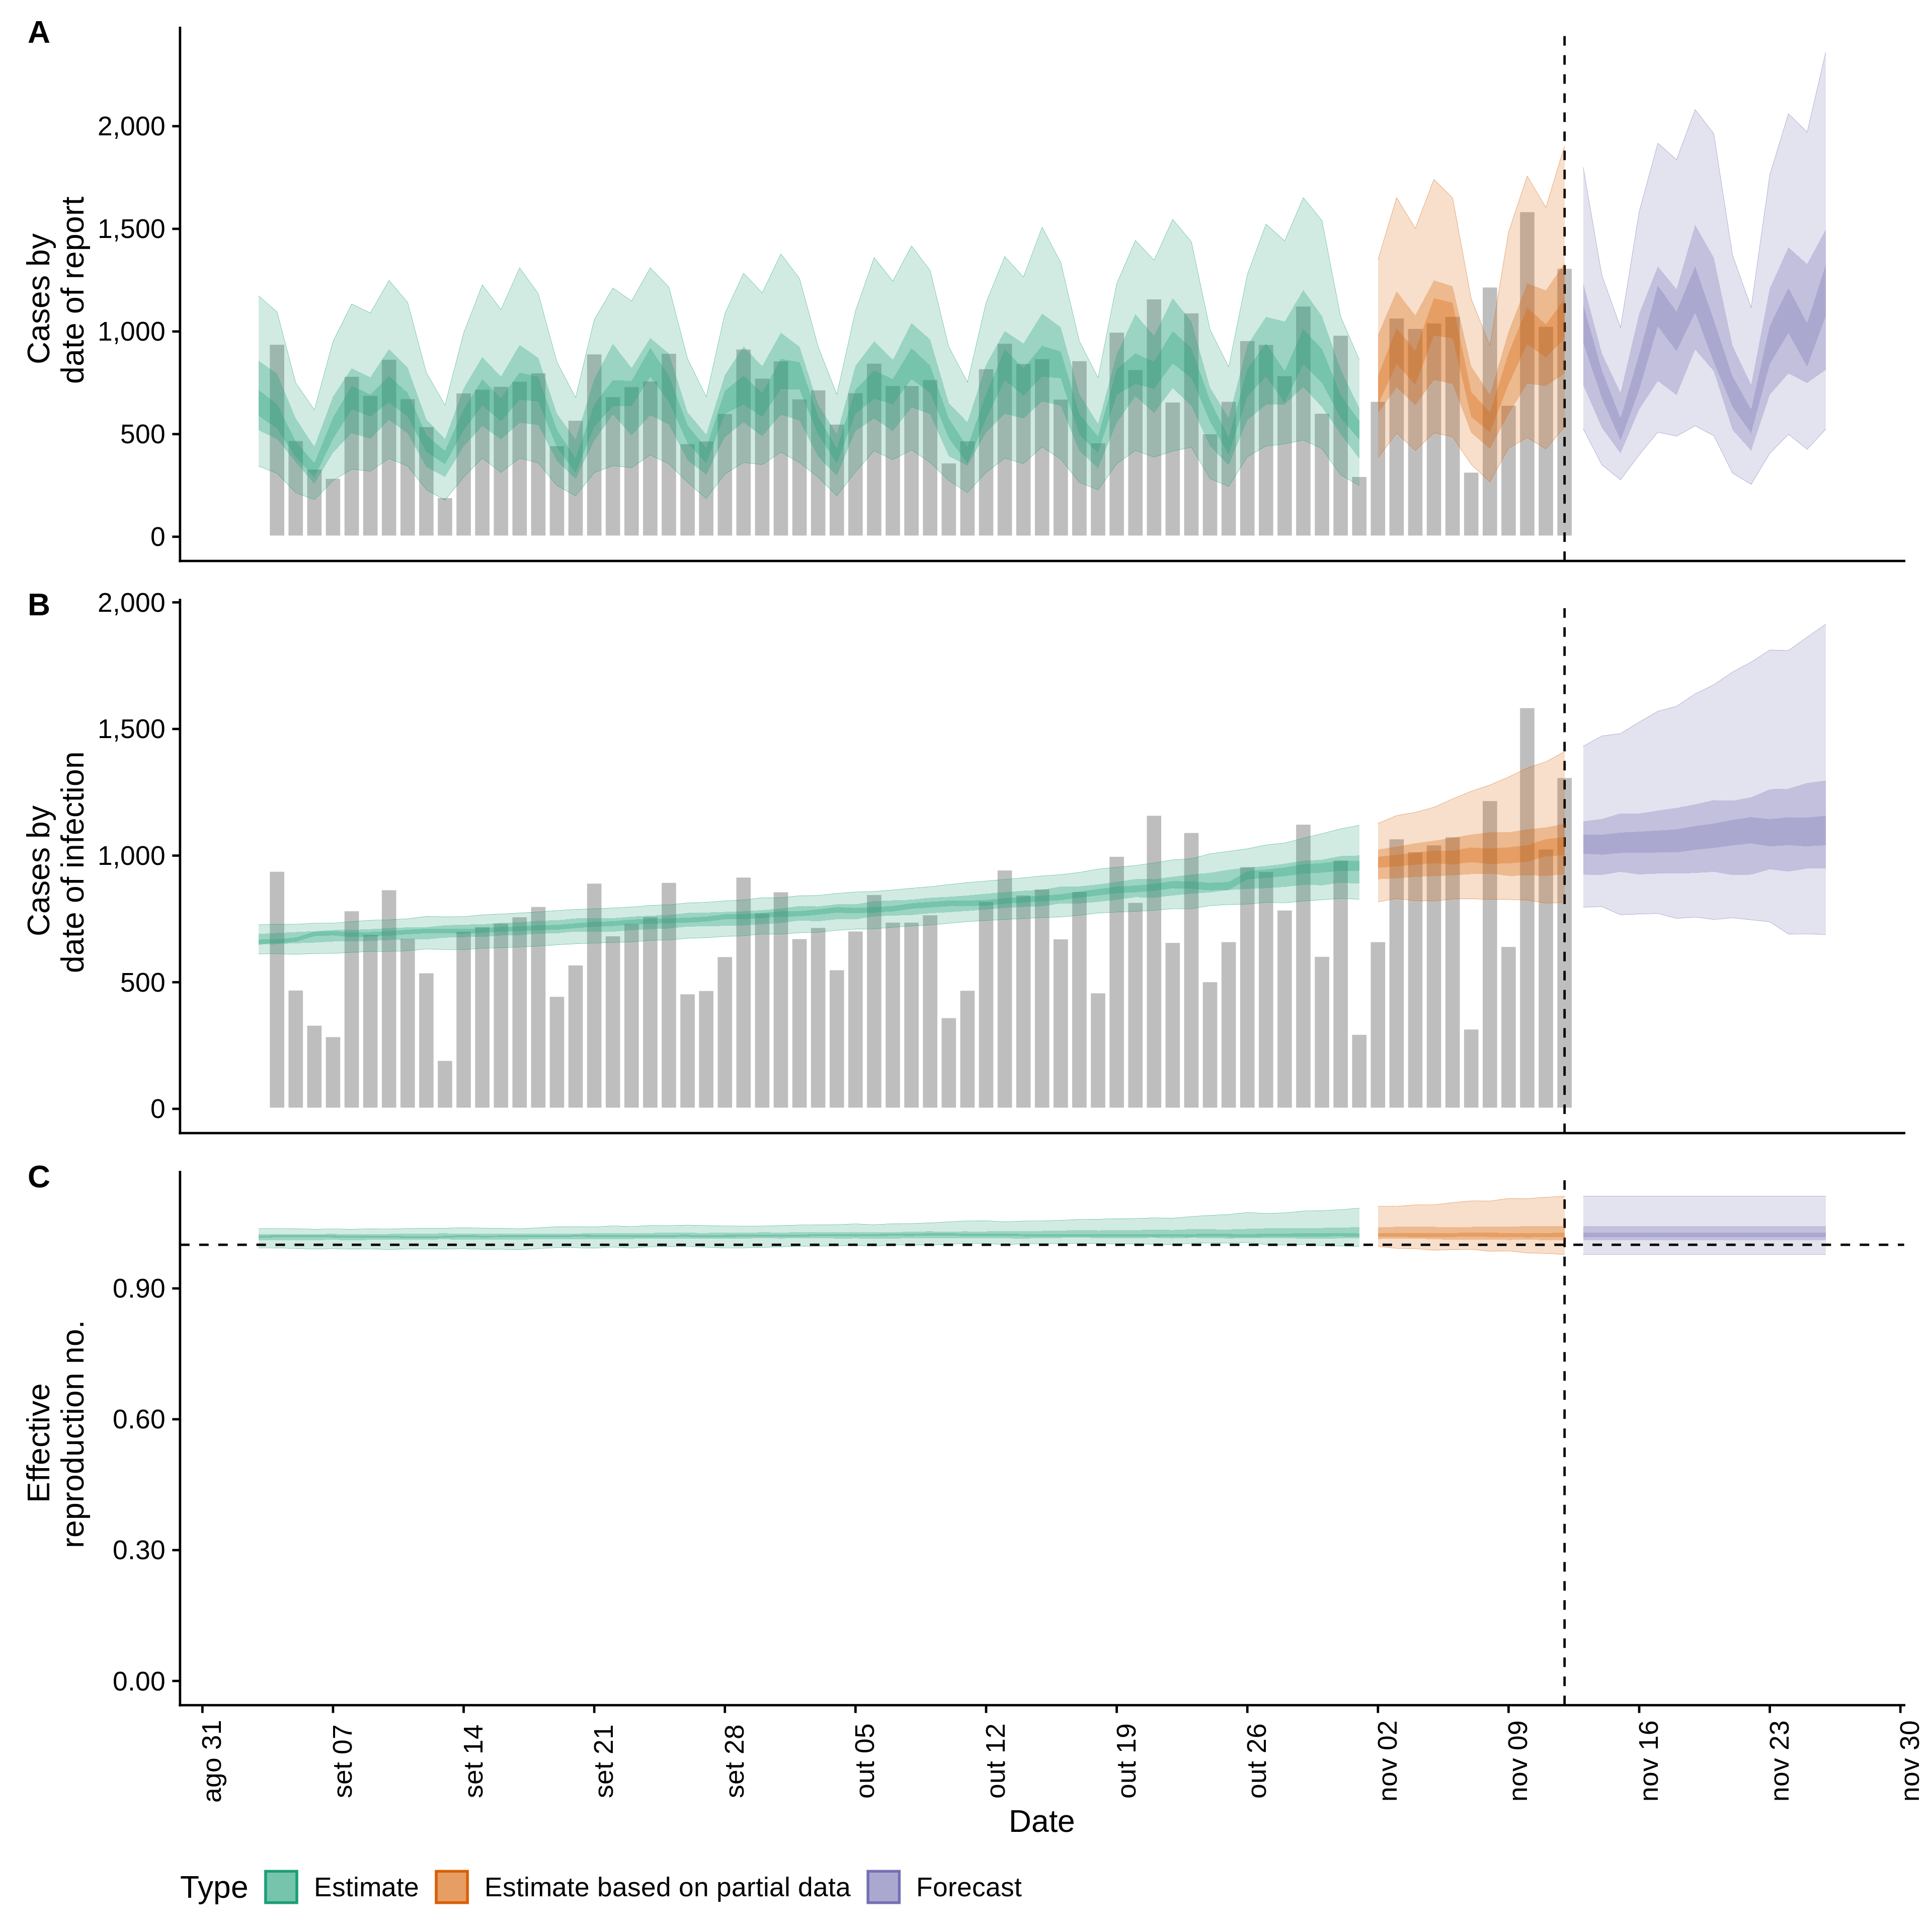 A
Cases by
date of report
2,000
1,500
1,000
500
0
B
Cases by
date of infection
2,000
1,500
1,000
500
0
C
Effective
reproduction no.
0.90
0.60
0.30
0.00
ago 31
set 07
set 14
set 21
set 28
out 05
out 12
out 19
out 26
nov 02
nov 09
nov 16
nov 23
nov 30
Date
Type Estimate Estimate based on partial data Forecast